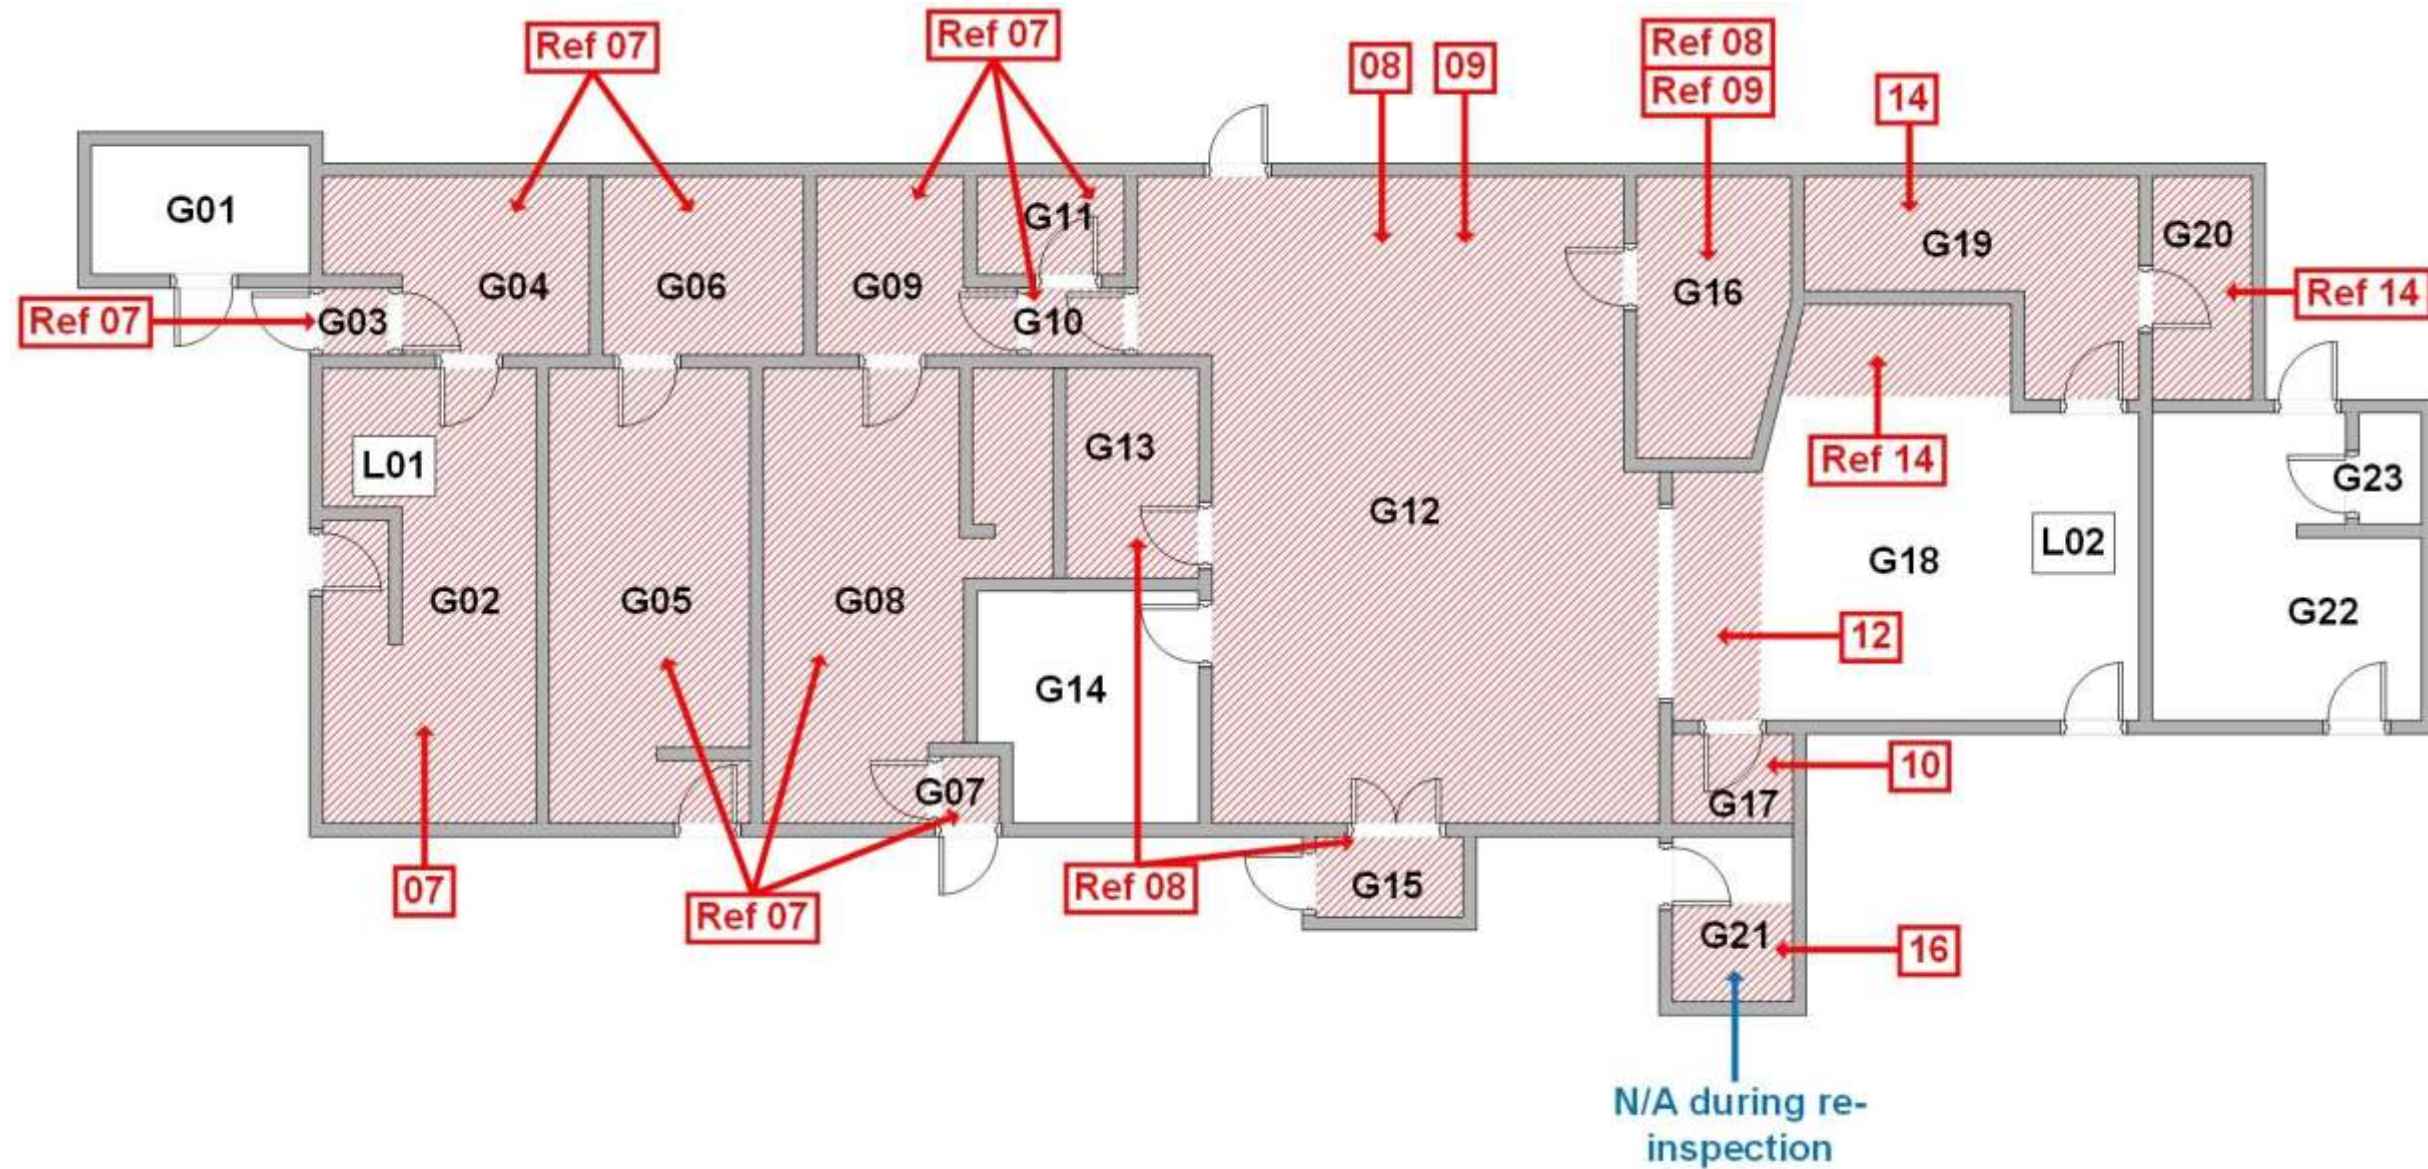 Ref 07
Ref 07
08
09
Ref 08
Ref 09
14
G01
G11
G04
G06
G09
G16
G19
G20
Ref 14
Ref 07
G03
G10
L01
G13
G12
Ref 14
G23
G02
G05
G08
G18
L02
G22
12
G14
G07
G17
10
07
Ref 07
Ref 08
G15
G21
16
N/A during re-
inspection